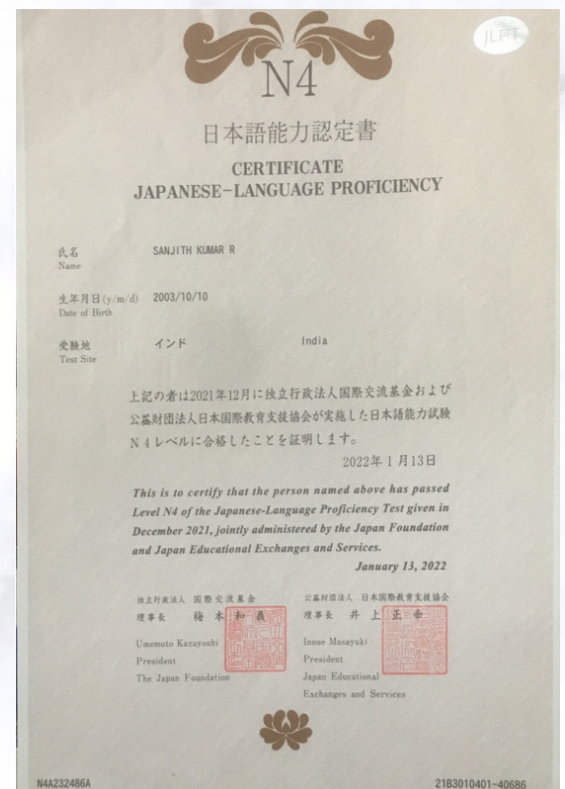 JLPT
N4
日本語能力認定書
CERTIFICATE
JAPANESE-LANGUAGE PROFICIENCY
氏名 SANJITH KUMAR R
Name
生年月日(y/m/d) 2003/10/10
Date of Birth
受験地 インド India
Test Site
上記の者は2021年12月に独立行政法人国際交流基金および
公益財団法人日本国際教育支援協会が実施した日本語能力試験
N4レベルに合格したことを証明します。
2022年1月13日
This is to certify that the person named above has passed
Level N4 of the Japanese-Language Proficiency Test given in
December 2021, jointly administered by the Japan Foundation
and Japan Educational Exchanges and Services.
January 13, 2022
独立行政法人 国際交流基金
理事長 梅本和義
Umemoto Kazuyoshi
President
The Japan Foundation
公益財団法人 日本国際教育支援協会
理事長 井上正幸
Inoue Masayuki
President
Japan Educational
Exchanges and Services
N4A232486A 21B3010401-40686